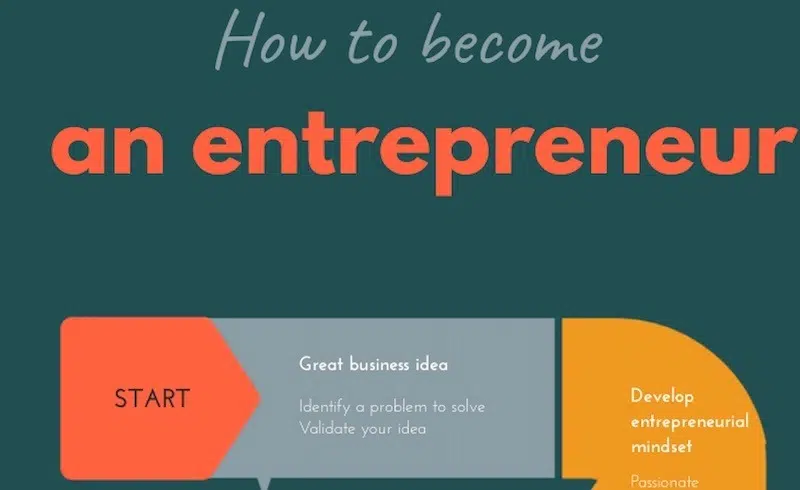 How to become
an entrepreneur
START
Great business idea
Identify a problem to solve
Validate your idea
Develop
entrepreneurial
mindset
Passionate